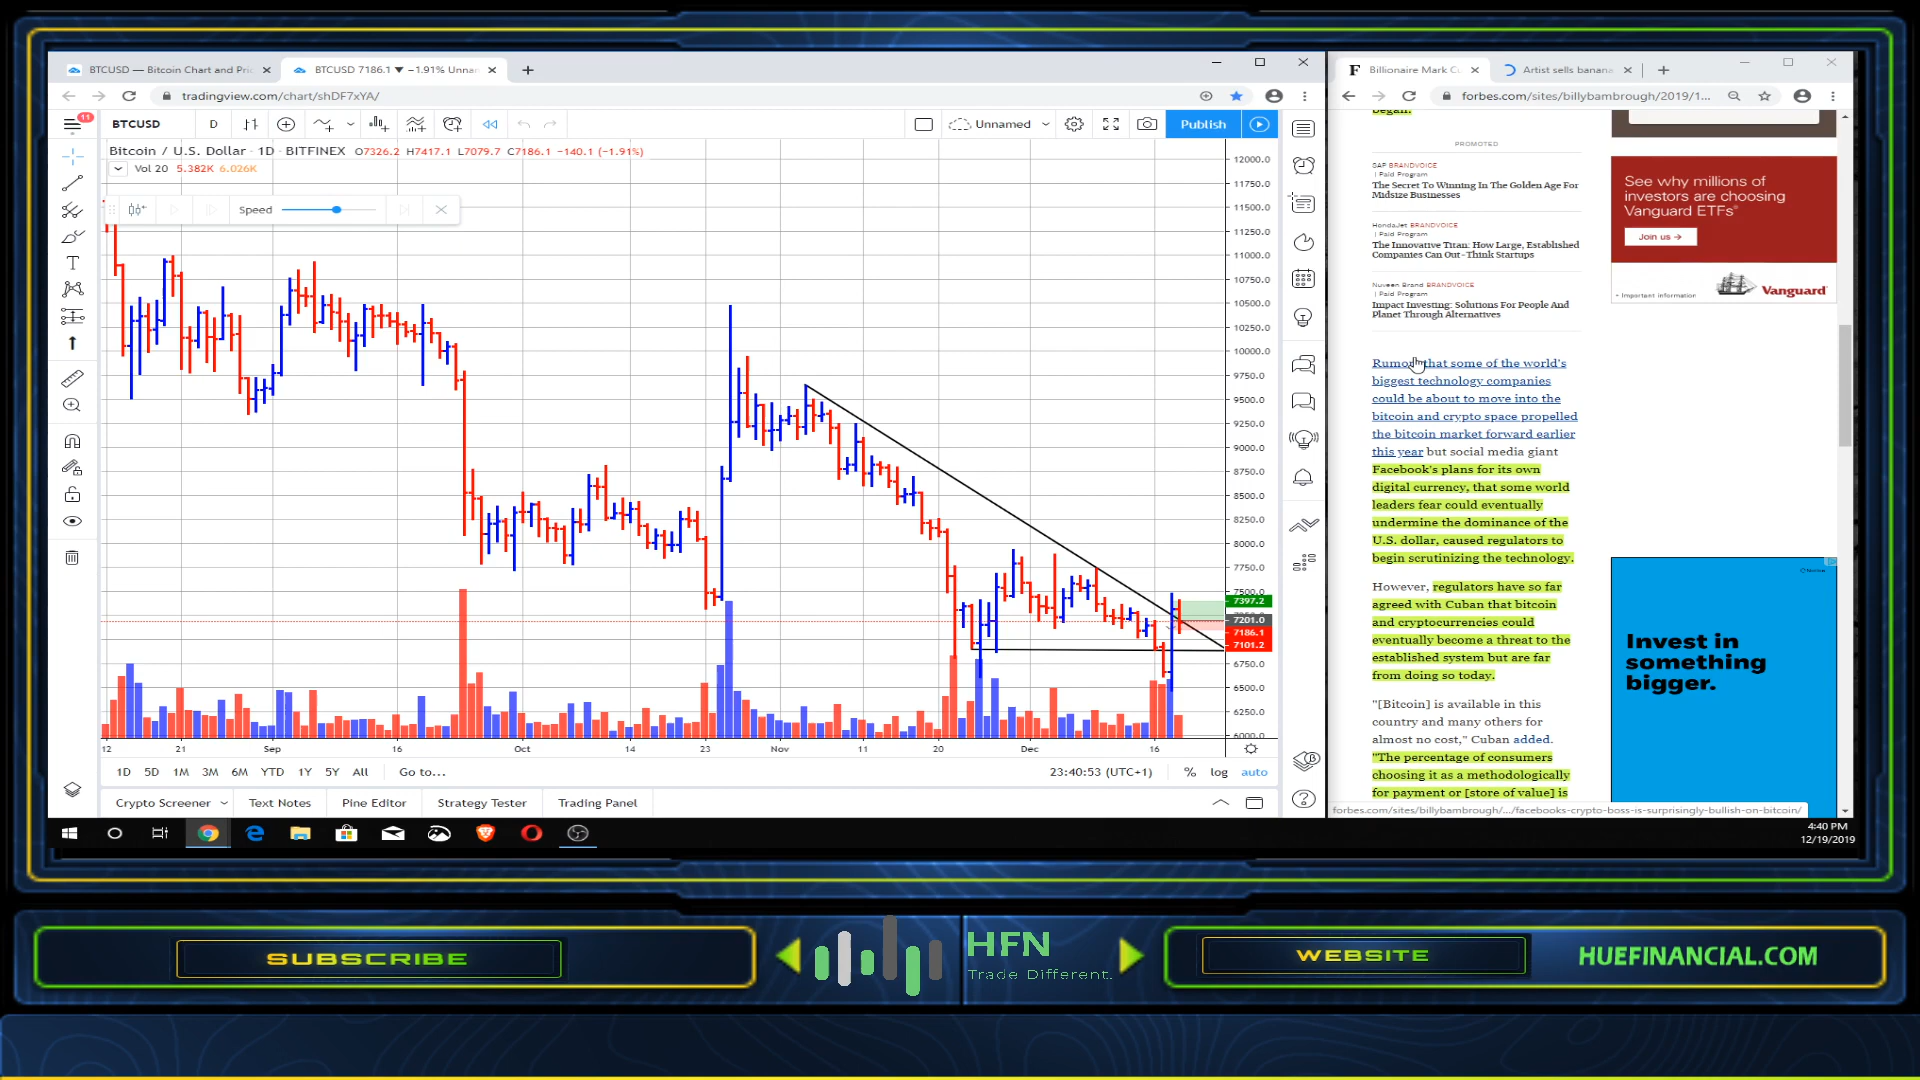 BTCUSD — Bitcoin Chart and Pri
BTCUSD 7186.1 ▼ −1.91% Unna
tradingview.com/chart/shDF7xYA/
11
BTCUSD
D
Unnamed
Publish
Bitcoin / U.S. Dollar · 1D · BITFINEX O7326.2 H7417.1 L7079.7 C7186.1 −140.1 (−1.91%)
Vol 20 5.382K 6.026K
Speed
12000.0
11750.0
11500.0
11250.0
11000.0
10750.0
10500.0
10250.0
10000.0
9750.0
9500.0
9250.0
9000.0
8750.0
8500.0
8250.0
8000.0
7750.0
7500.0
7397.2
7201.0
7186.1
7101.2
6750.0
6500.0
6250.0
6000.0
12 21 Sep 16 Oct 14 23 Nov 11 20 Dec 16
1D 5D 1M 3M 6M YTD 1Y 5Y All Go to...
23:40:53 (UTC+1) % log auto
Crypto Screener Text Notes Pine Editor Strategy Tester Trading Panel
Billionaire Mark C
Artist sells banana
forbes.com/sites/billybambrough/2019/1...
began.
PROMOTED
SAP BRANDVOICE
| Paid Program
The Secret To Winning In The Golden Age For
Midsize Businesses
HondaJet BRANDVOICE
| Paid Program
The Innovative Titan: How Large, Established
Companies Can Out-Think Startups
Nuveen Brand BRANDVOICE
| Paid Program
Impact Investing: Solutions For People And
Planet Through Alternatives
Rumors that some of the world's
biggest technology companies
could be about to move into the
bitcoin and crypto space propelled
the bitcoin market forward earlier
this year but social media giant
Facebook's plans for its own
digital currency, that some world
leaders fear could eventually
undermine the dominance of the
U.S. dollar, caused regulators to
begin scrutinizing the technology.
However, regulators have so far
agreed with Cuban that bitcoin
and cryptocurrencies could
eventually become a threat to the
established system but are far
from doing so today.
"[Bitcoin] is available in this
country and many others for
almost no cost," Cuban added.
"The percentage of consumers
choosing it as a methodologically
for payment or [store of value] is
See why millions of
investors are choosing
Vanguard ETFs®
Join us →
* Important information
Vanguard®
Invest in
something
bigger.
forbes.com/sites/billybambrough/.../facebooks-crypto-boss-is-surprisingly-bullish-on-bitcoin/
4:40 PM
12/19/2019
SUBSCRIBE
HFN
Trade Different.
WEBSITE
HUEFINANCIAL.COM